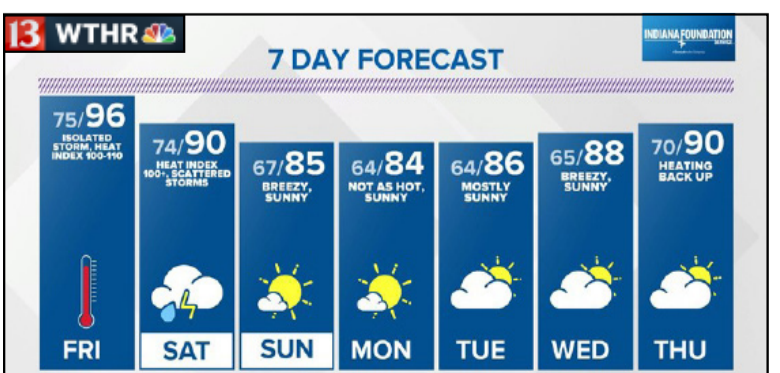 13 WTHR
INDIANA FOUNDATION
SERVICE
7 DAY FORECAST
75/96
ISOLATED
STORM, HEAT
INDEX 100-110
FRI
74/90
HEAT INDEX
100+, SCATTERED
STORMS
SAT
67/85
BREEZY,
SUNNY
SUN
64/84
NOT AS HOT,
SUNNY
MON
64/86
MOSTLY
SUNNY
TUE
65/88
BREEZY,
SUNNY
WED
70/90
HEATING
BACK UP
THU